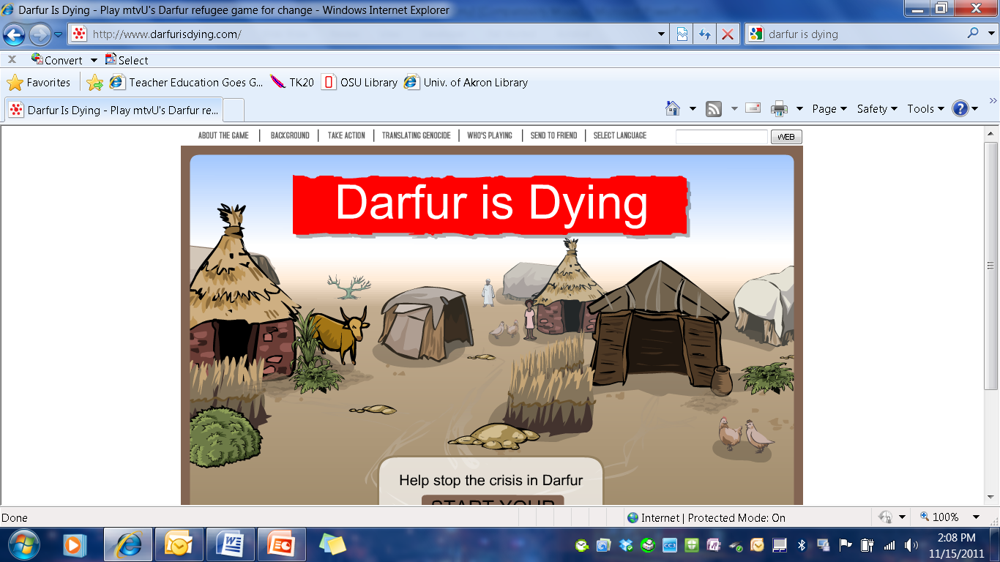 Darfur Is Dying - Play mtvU's Darfur refugee game for change - Windows Internet Explorer
http://www.darfurisdying.com/
darfur is dying
x Convert Select
Favorites Teacher Education Goes G... TK20 OSU Library Univ. of Akron Library
Darfur Is Dying - Play mtvU's Darfur re... Page Safety Tools
ABOUT THE GAME | BACKGROUND | TAKE ACTION | TRANSLATING GENOCIDE | WHO'S PLAYING | SEND TO FRIEND | SELECT LANGUAGE WEB
Darfur is Dying
Help stop the crisis in Darfur
START YOUR
Done Internet | Protected Mode: On 100%
2:08 PM
11/15/2011